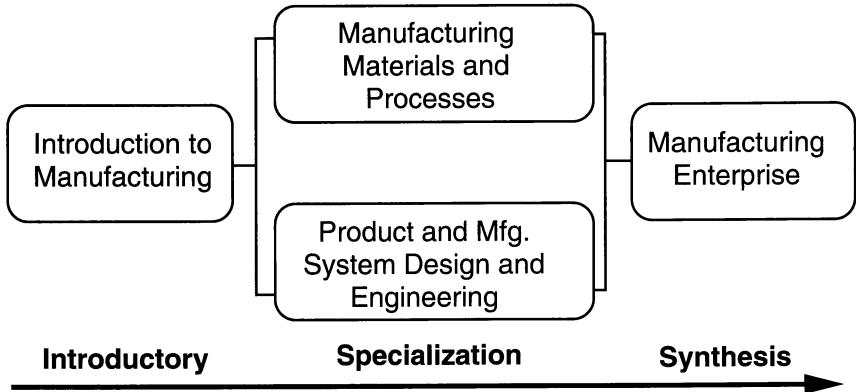 Introduction to
Manufacturing
Manufacturing
Materials and
Processes
Product and Mfg.
System Design and
Engineering
Manufacturing
Enterprise
Introductory
Specialization
Synthesis